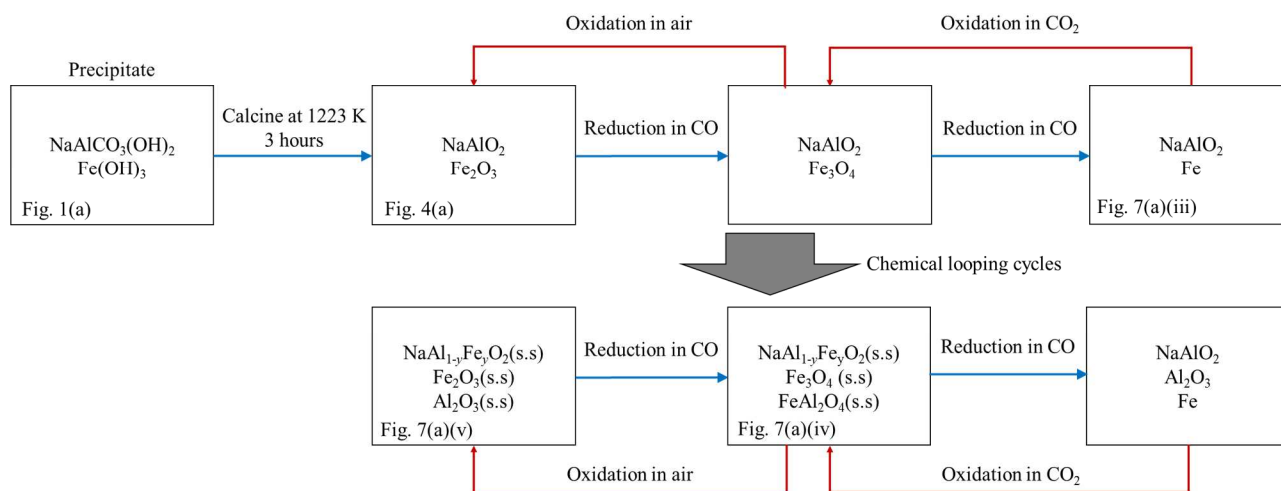 Oxidation in air
Oxidation in CO₂
Precipitate
NaAlCO₃(OH)₂
Fe(OH)₃
Fig. 1(a)
Calcine at 1223 K
3 hours
NaAlO₂
Fe₂O₃
Fig. 4(a)
Reduction in CO
NaAlO₂
Fe₃O₄
Reduction in CO
NaAlO₂
Fe
Fig. 7(a)(iii)
Chemical looping cycles
NaAl₁₋yFeyO₂(s.s)
Fe₂O₃(s.s)
Al₂O₃(s.s)
Fig. 7(a)(v)
Reduction in CO
NaAl₁₋yFeyO₂(s.s)
Fe₃O₄ (s.s)
FeAl₂O₄(s.s)
Fig. 7(a)(iv)
Reduction in CO
NaAlO₂
Al₂O₃
Fe
Oxidation in air
Oxidation in CO₂